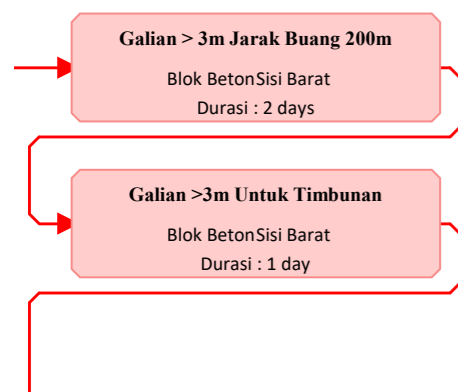 Galian > 3m Jarak Buang 200m
Blok BetonSisi Barat
Durasi : 2 days
Galian >3m Untuk Timbunan
Blok BetonSisi Barat
Durasi : 1 day